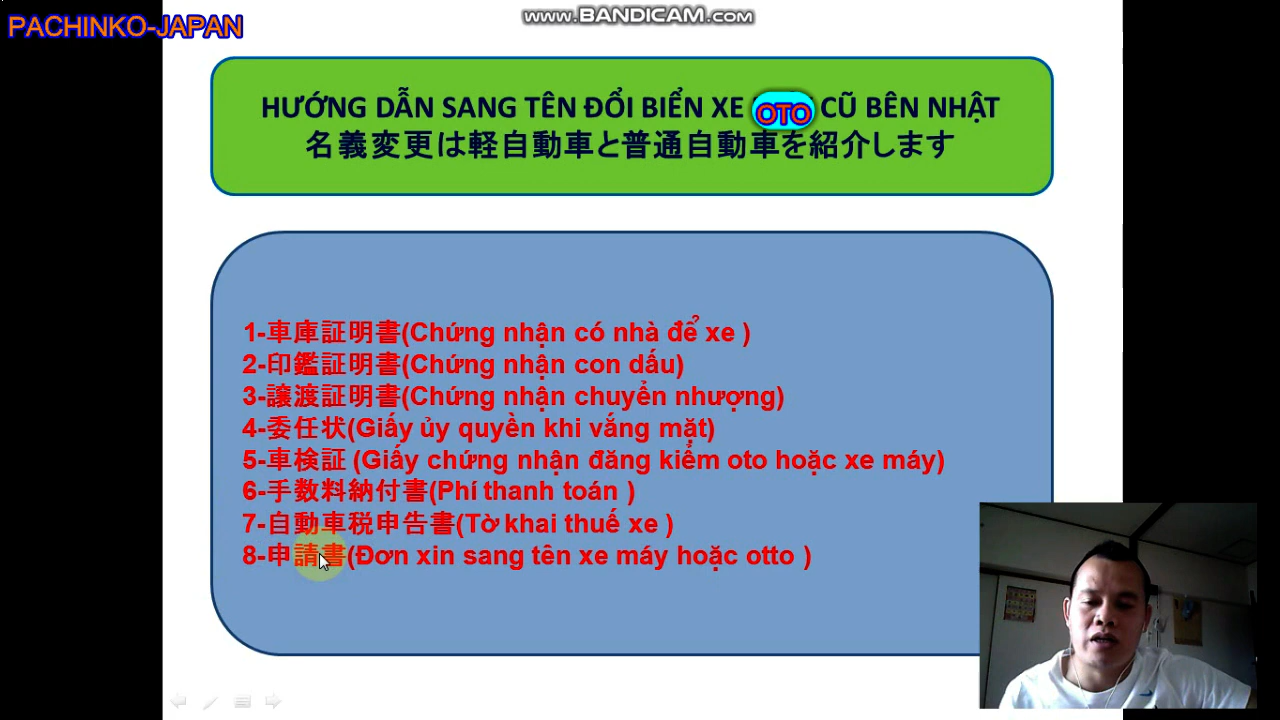 PACHINKO-JAPAN
www.BANDICAM.com
HƯỚNG DẪN SANG TÊN ĐỔI BIỂN XE OTO CŨ BÊN NHẬT
名義変更は軽自動車と普通自動車を紹介します
1-車庫証明書(Chứng nhận có nhà để xe )
2-印鑑証明書(Chứng nhận con dấu)
3-譲渡証明書(Chứng nhận chuyển nhượng)
4-委任状(Giấy ủy quyền khi vắng mặt)
5-車検証 (Giấy chứng nhận đăng kiểm oto hoặc xe máy)
6-手数料納付書(Phí thanh toán )
7-自動車税申告書(Tờ khai thuế xe )
8-申請書(Đơn xin sang tên xe máy hoặc otto )